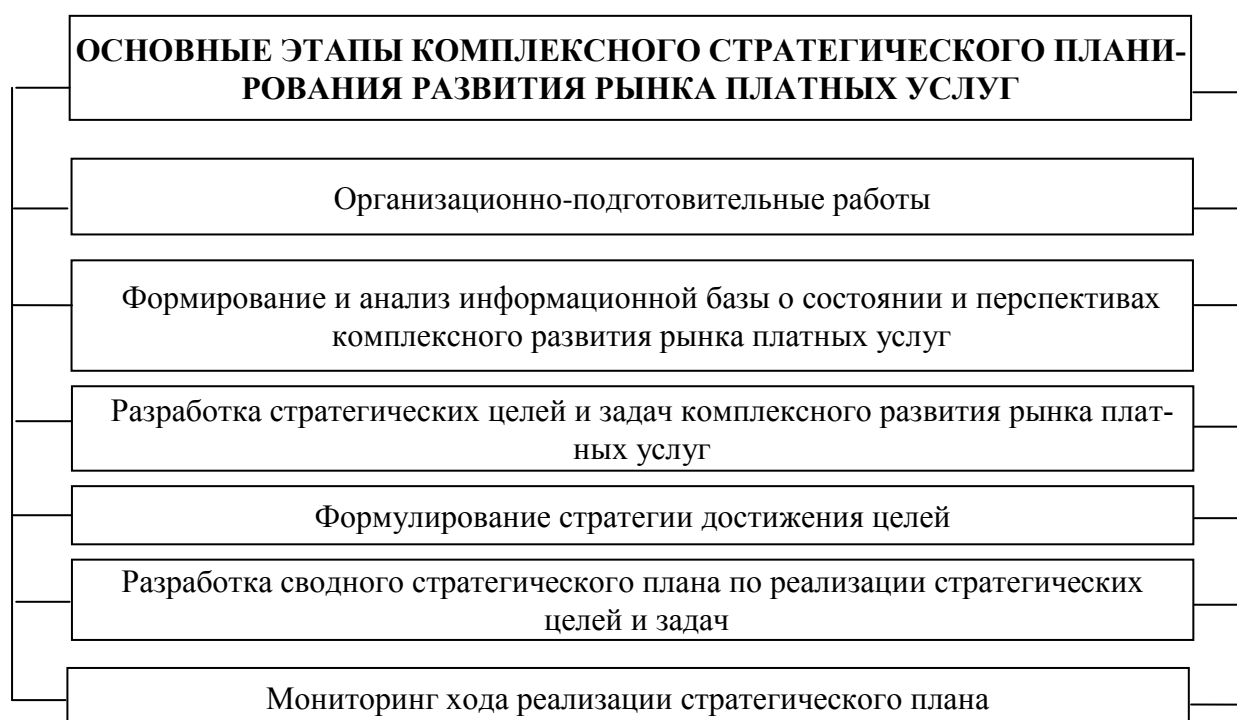 ОСНОВНЫЕ ЭТАПЫ КОМПЛЕКСНОГО СТРАТЕГИЧЕСКОГО ПЛАНИ-
РОВАНИЯ РАЗВИТИЯ РЫНКА ПЛАТНЫХ УСЛУГ
Организационно-подготовительные работы
Формирование и анализ информационной базы о состоянии и перспективах
комплексного развития рынка платных услуг
Разработка стратегических целей и задач комплексного развития рынка плат-
ных услуг
Формулирование стратегии достижения целей
Разработка сводного стратегического плана по реализации стратегических
целей и задач
Мониторинг хода реализации стратегического плана